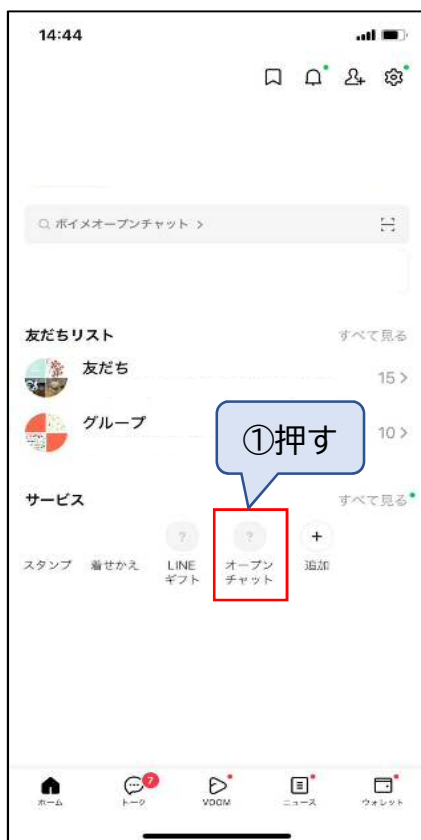 14:44
ボイメオープンチャット >
友だちリスト
すべて見る
友だち
15 >
グループ
10 >
①押す
サービス
すべて見る
?
?
+
スタンプ
着せかえ
LINE
ギフト
オープン
チャット
追加
7
ホーム
トーク
VOOM
ニュース
ウォレット